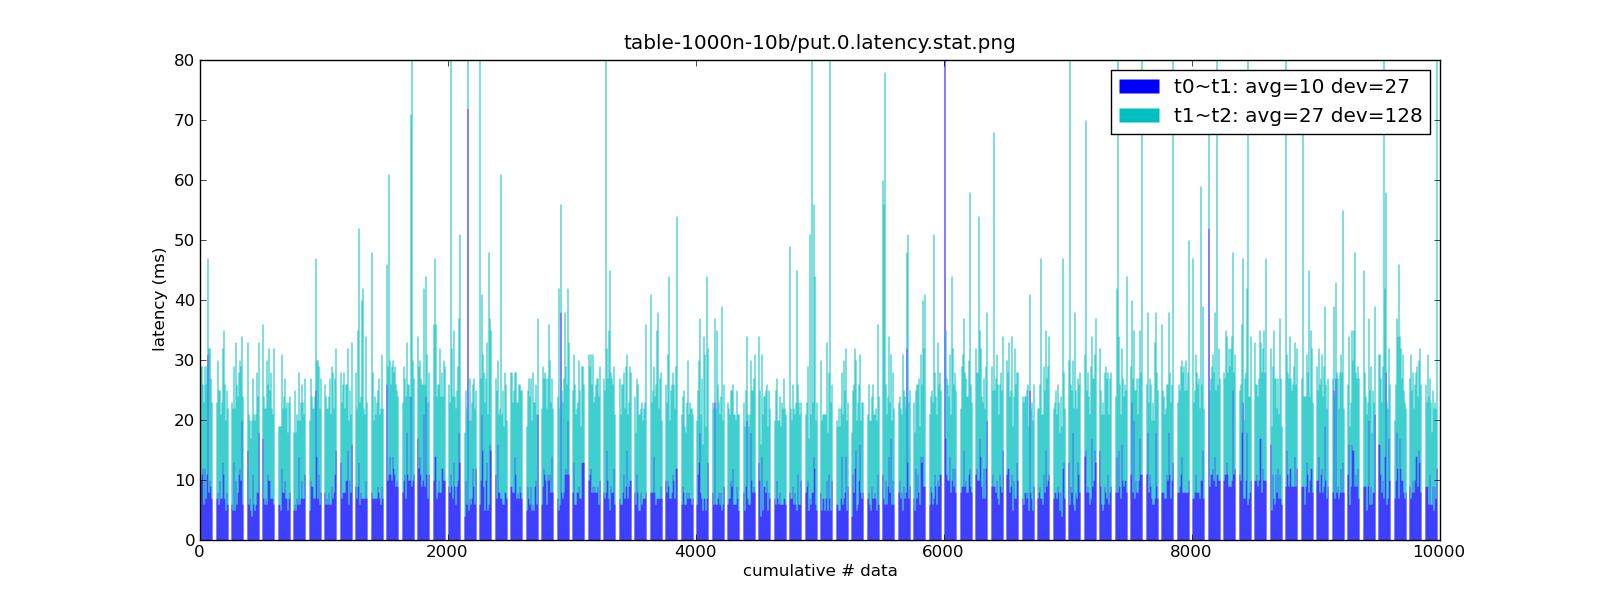 table-1000n-10b/put.0.latency.stat.png
t0~t1: avg=10 dev=27
t1~t2: avg=27 dev=128
latency (ms)
80
70
60
50
40
30
20
10
0
0 2000 4000 6000 8000 10000
cumulative # data